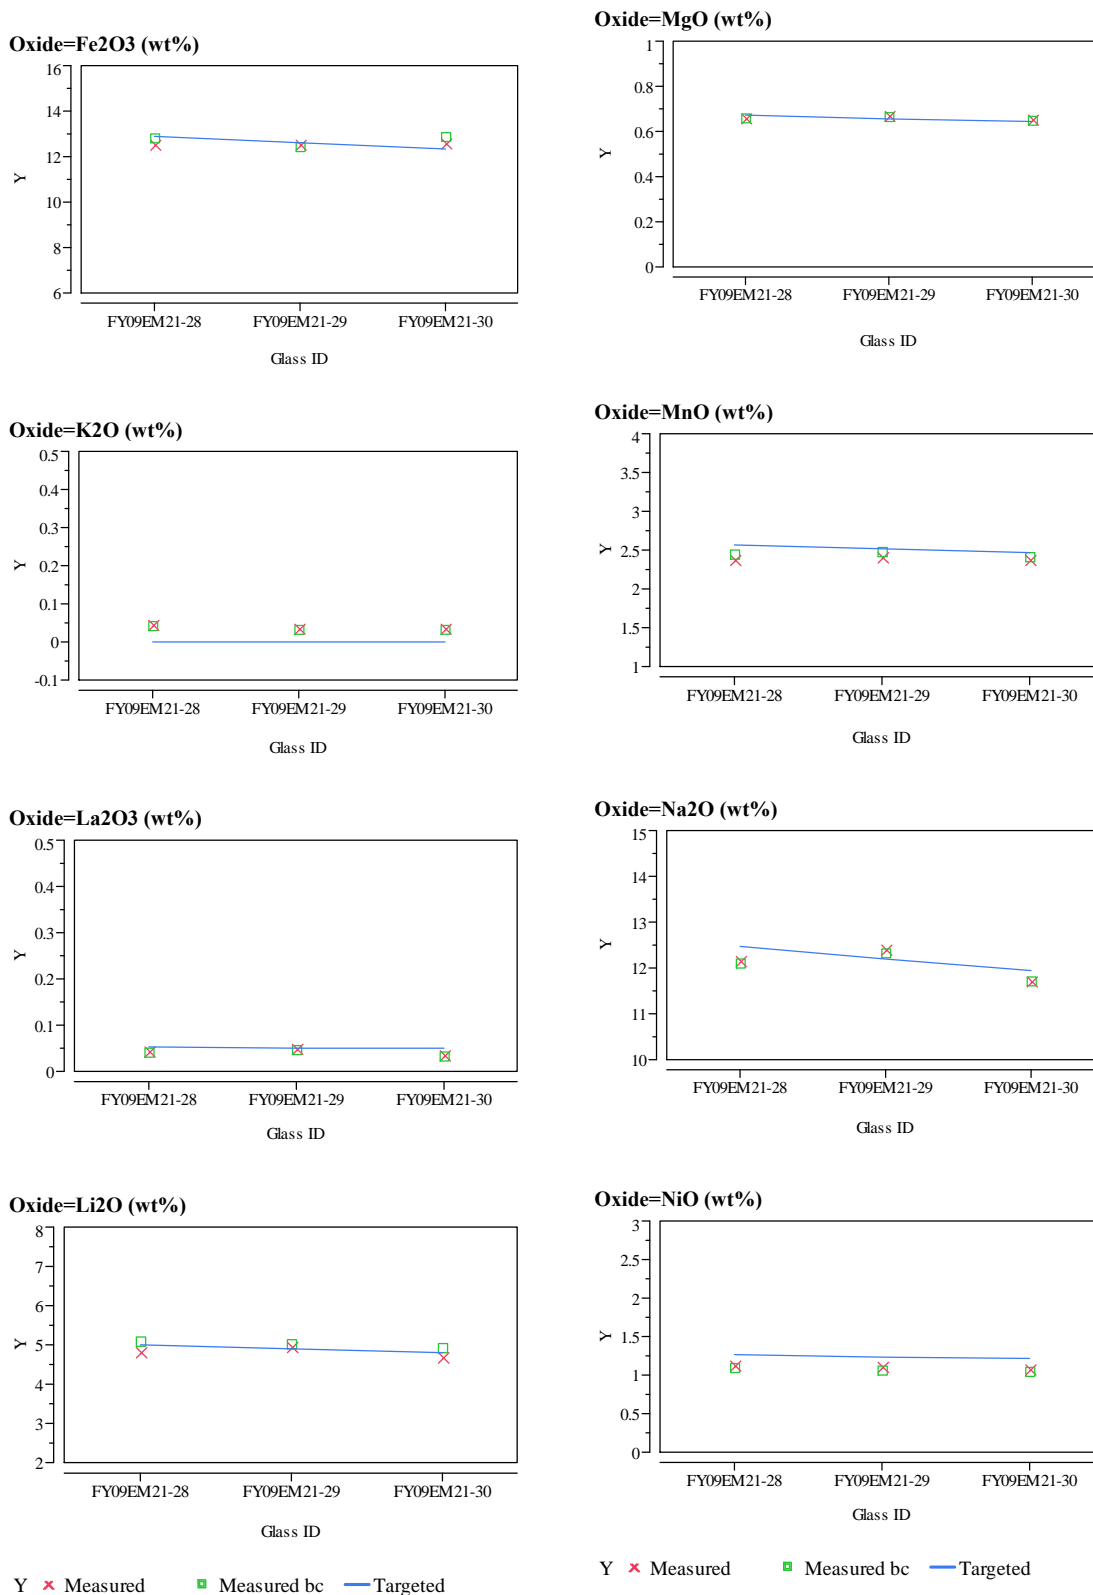 Oxide=Fe2O3 (wt%)
16
14
12
10
8
6
Y
FY09EM21-28 FY09EM21-29 FY09EM21-30
Glass ID
Oxide=K2O (wt%)
0.5
0.4
0.3
0.2
0.1
0
-0.1
Y
FY09EM21-28 FY09EM21-29 FY09EM21-30
Glass ID
Oxide=La2O3 (wt%)
0.5
0.4
0.3
0.2
0.1
0
Y
FY09EM21-28 FY09EM21-29 FY09EM21-30
Glass ID
Oxide=Li2O (wt%)
8
7
6
5
4
3
2
Y
FY09EM21-28 FY09EM21-29 FY09EM21-30
Glass ID
Y Measured Measured bc Targeted
Oxide=MgO (wt%)
1
0.8
0.6
0.4
0.2
0
Y
FY09EM21-28 FY09EM21-29 FY09EM21-30
Glass ID
Oxide=MnO (wt%)
4
3.5
3
2.5
2
1.5
1
Y
FY09EM21-28 FY09EM21-29 FY09EM21-30
Glass ID
Oxide=Na2O (wt%)
15
14
13
12
11
10
Y
FY09EM21-28 FY09EM21-29 FY09EM21-30
Glass ID
Oxide=NiO (wt%)
3
2.5
2
1.5
1
0.5
0
Y
FY09EM21-28 FY09EM21-29 FY09EM21-30
Glass ID
Y Measured Measured bc Targeted